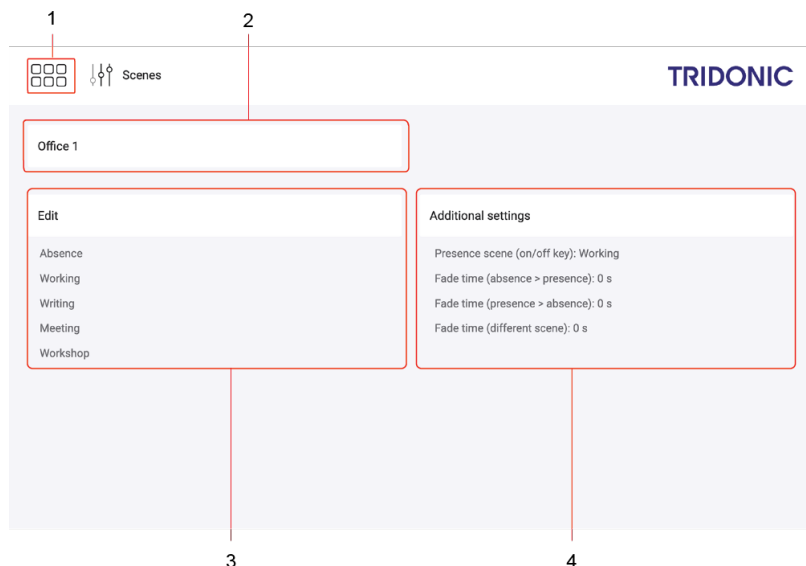 1 2
Scenes
TRIDONIC
Office 1
Edit
Absence
Working
Writing
Meeting
Workshop
Additional settings
Presence scene (on/off key): Working
Fade time (absence > presence): 0 s
Fade time (presence > absence): 0 s
Fade time (different scene): 0 s
3 4